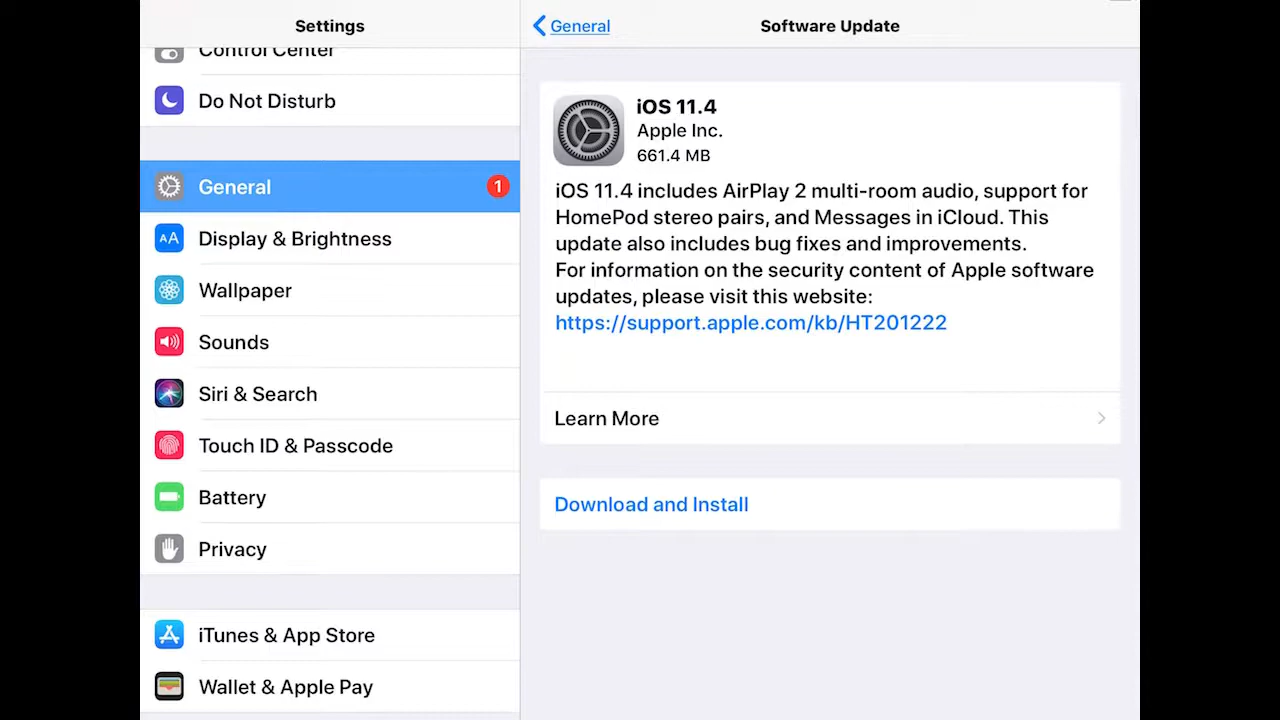 Settings
Control Center
Do Not Disturb
General
1
Display & Brightness
AA
Wallpaper
Sounds
Siri & Search
Touch ID & Passcode
Battery
Privacy
iTunes & App Store
Wallet & Apple Pay
General
Software Update
iOS 11.4
Apple Inc.
661.4 MB
iOS 11.4 includes AirPlay 2 multi-room audio, support for
HomePod stereo pairs, and Messages in iCloud. This
update also includes bug fixes and improvements.
For information on the security content of Apple software
updates, please visit this website:
https://support.apple.com/kb/HT201222
Learn More
Download and Install